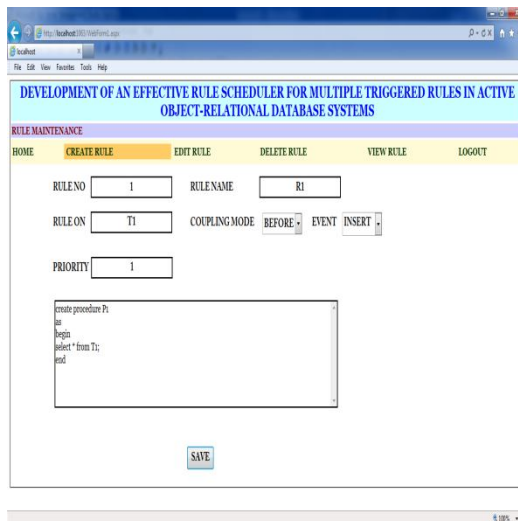 http://localhost
localhost
x
File Edit View Favorites Tools Help
DEVELOPMENT OF AN EFFECTIVE RULE SCHEDULER FOR MULTIPLE TRIGGERED RULES IN ACTIVE
OBJECT-RELATIONAL DATABASE SYSTEMS
RULE MAINTENANCE
HOME CREATE RULE EDIT RULE DELETE RULE VIEW RULE LOGOUT
RULE NO 1 RULE NAME R1
RULE ON T1 COUPLING MODE BEFORE EVENT INSERT
PRIORITY 1
create procedure P1
as
begin
select * from T1;
end
SAVE
100%